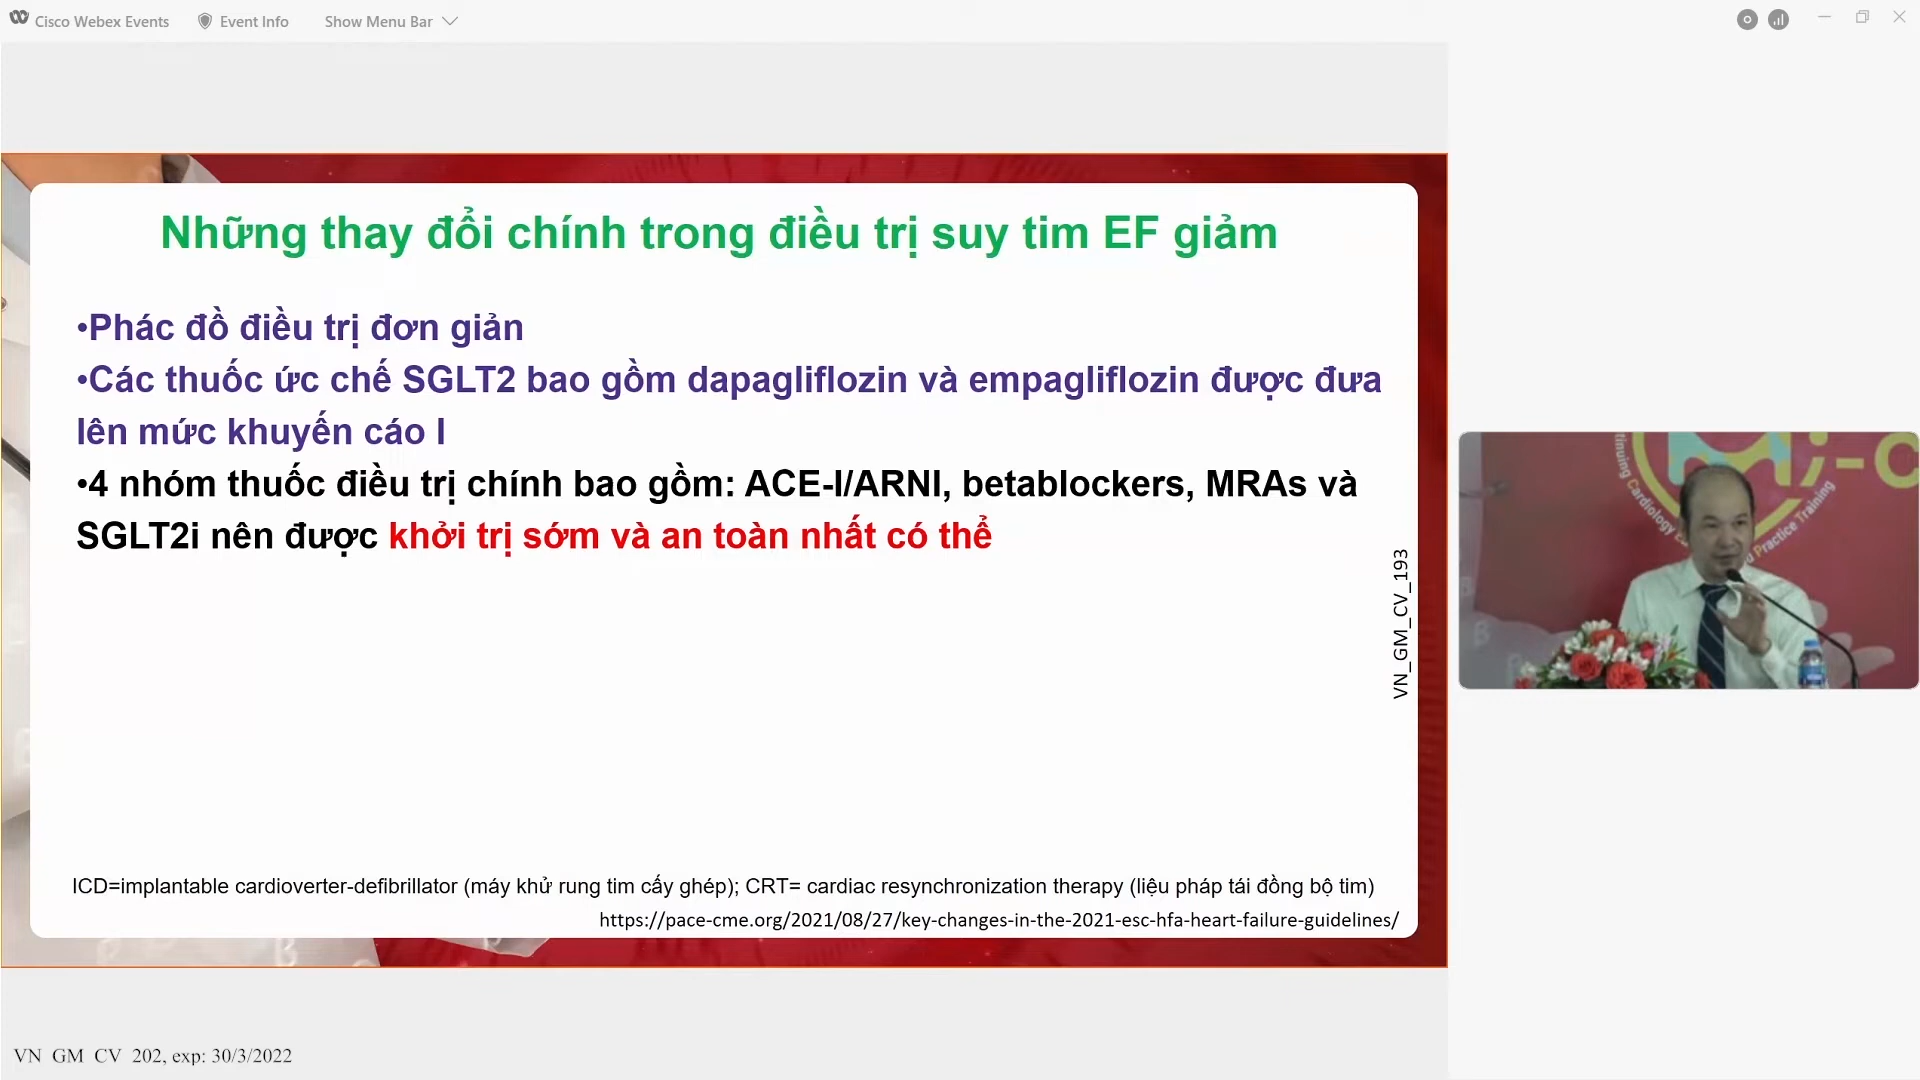 Cisco Webex Events
Event Info
Show Menu Bar
Những thay đổi chính trong điều trị suy tim EF giảm
•Phác đồ điều trị đơn giản
•Các thuốc ức chế SGLT2 bao gồm dapagliflozin và empagliflozin được đưa
lên mức khuyến cáo I
•4 nhóm thuốc điều trị chính bao gồm: ACE-I/ARNI, betablockers, MRAs và
SGLT2i nên được khởi trị sớm và an toàn nhất có thể
VN_GM_CV_193
ICD=implantable cardioverter-defibrillator (máy khử rung tim cấy ghép); CRT= cardiac resynchronization therapy (liệu pháp tái đồng bộ tim)
https://pace-cme.org/2021/08/27/key-changes-in-the-2021-esc-hfa-heart-failure-guidelines/
VN_GM_CV_202, exp: 30/3/2022
i-C
tinuing Cardiology
Practice Training